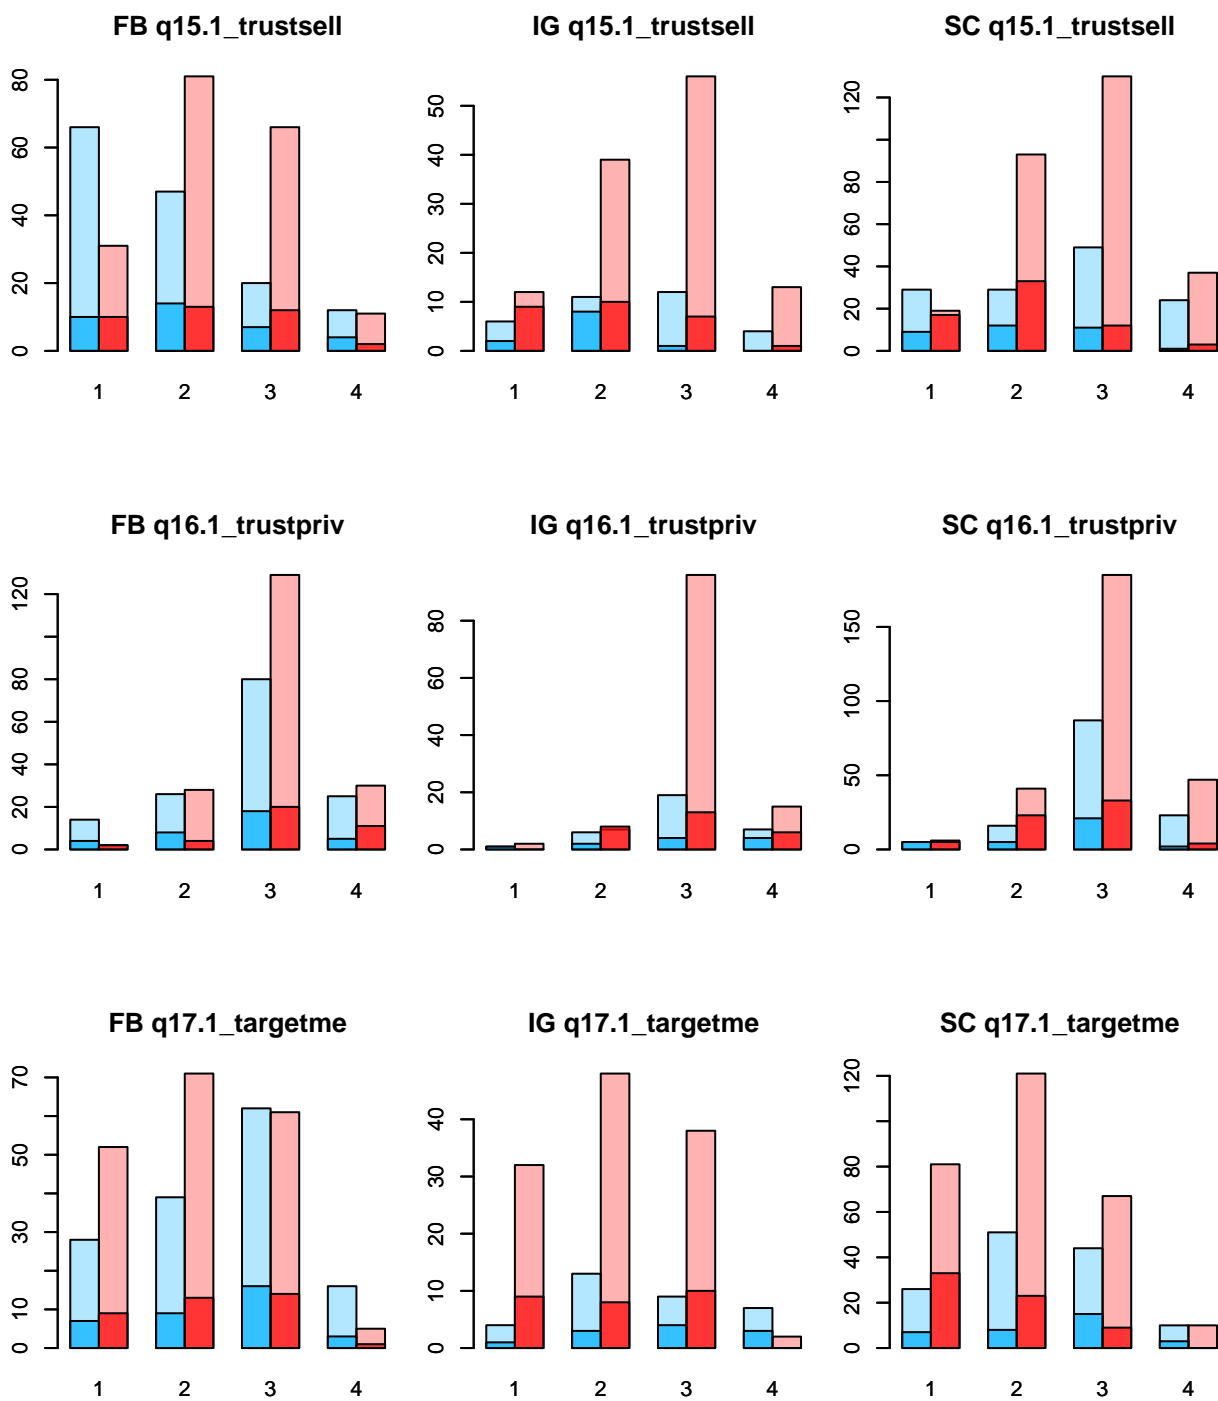 FB q15.1_trustsell
IG q15.1_trustsell
SC q15.1_trustsell
0 20 40 60 80
0 10 20 30 40 50
0 20 40 60 80 120
1 2 3 4
1 2 3 4
1 2 3 4
FB q16.1_trustpriv
IG q16.1_trustpriv
SC q16.1_trustpriv
0 20 40 60 80 120
0 20 40 60 80
0 50 100 150
1 2 3 4
1 2 3 4
1 2 3 4
FB q17.1_targetme
IG q17.1_targetme
SC q17.1_targetme
0 10 30 50 70
0 10 20 30 40
0 20 40 60 80 120
1 2 3 4
1 2 3 4
1 2 3 4